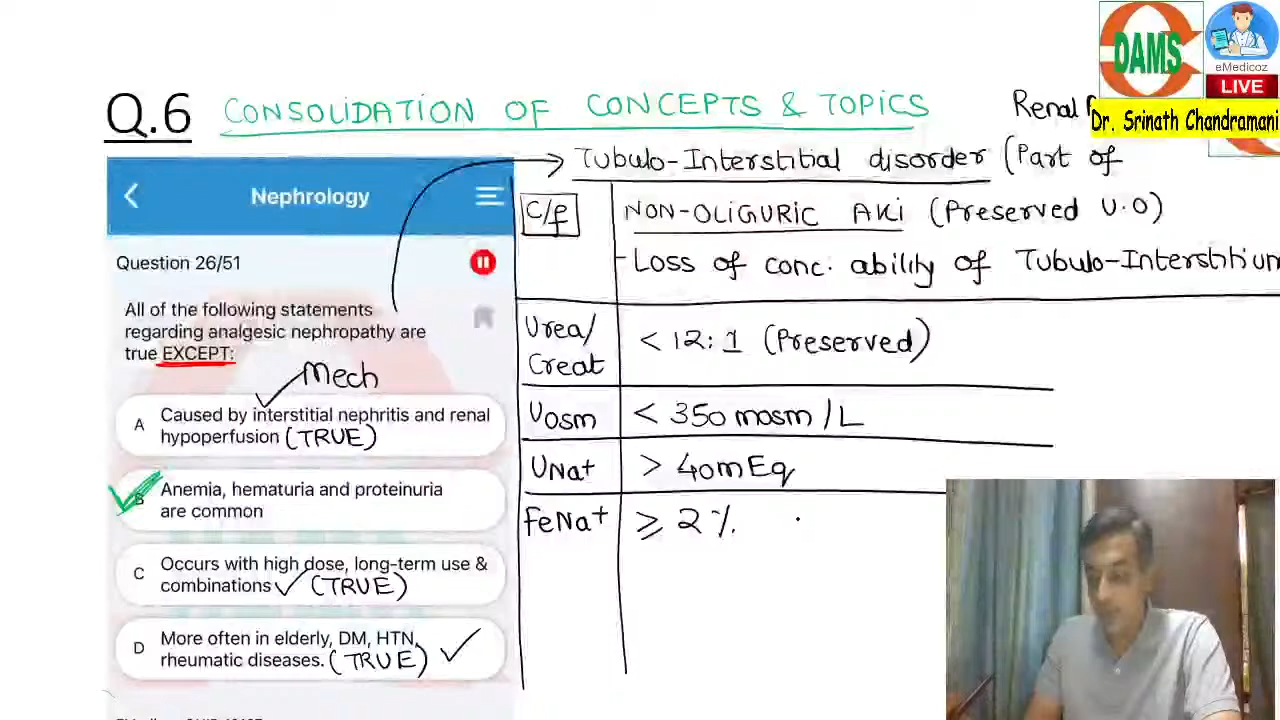 DAMS
eMedicoz
LIVE
Dr. Srinath Chandramani
Q.6 CONSOLIDATION OF CONCEPTS & TOPICS
Renal
Tubulo-Interstitial disorder (Part of
Nephrology
C/f
NON-OLIGURIC AKI (Preserved U.O)
- Loss of conc. ability of Tubulo-Interstitium
Question 26/51
All of the following statements
regarding analgesic nephropathy are
true EXCEPT:
Mech
A Caused by interstitial nephritis and renal
hypoperfusion (TRUE)
B Anemia, hematuria and proteinuria
are common
C Occurs with high dose, long-term use &
combinations (TRUE)
D More often in elderly, DM, HTN,
rheumatic diseases. (TRUE)
Urea/
Creat
< 12:1 (Preserved)
Uosm < 350 mosm/L
UNa+ > 40mEq
FeNa+ ≥ 2%